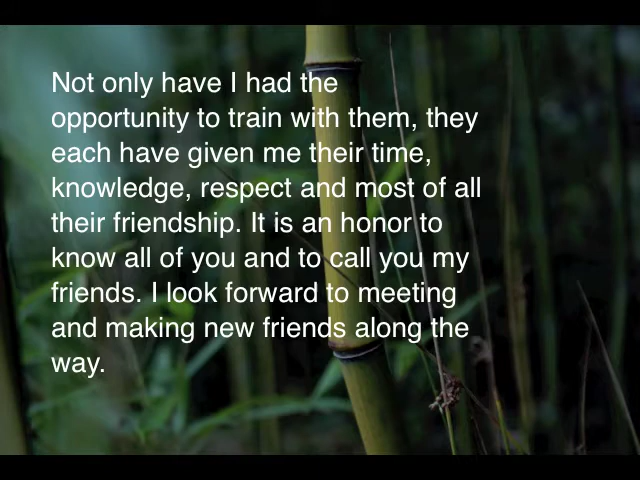 Not only have I had the
opportunity to train with them, they
each have given me their time,
knowledge, respect and most of all
their friendship. It is an honor to
know all of you and to call you my
friends. I look forward to meeting
and making new friends along the
way.